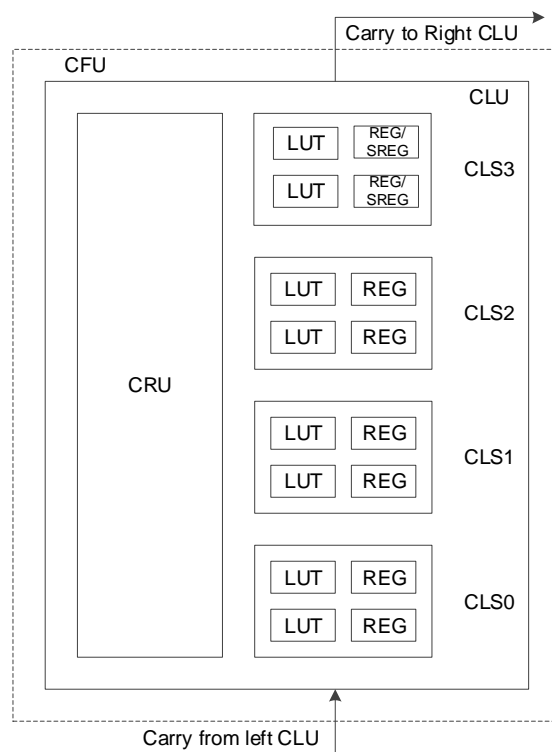 Carry to Right CLU
CFU
CLU
LUT
REG/
SREG
LUT
REG/
SREG
CLS3
LUT
REG
LUT
REG
CLS2
CRU
LUT
REG
LUT
REG
CLS1
LUT
REG
LUT
REG
CLS0
Carry from left CLU